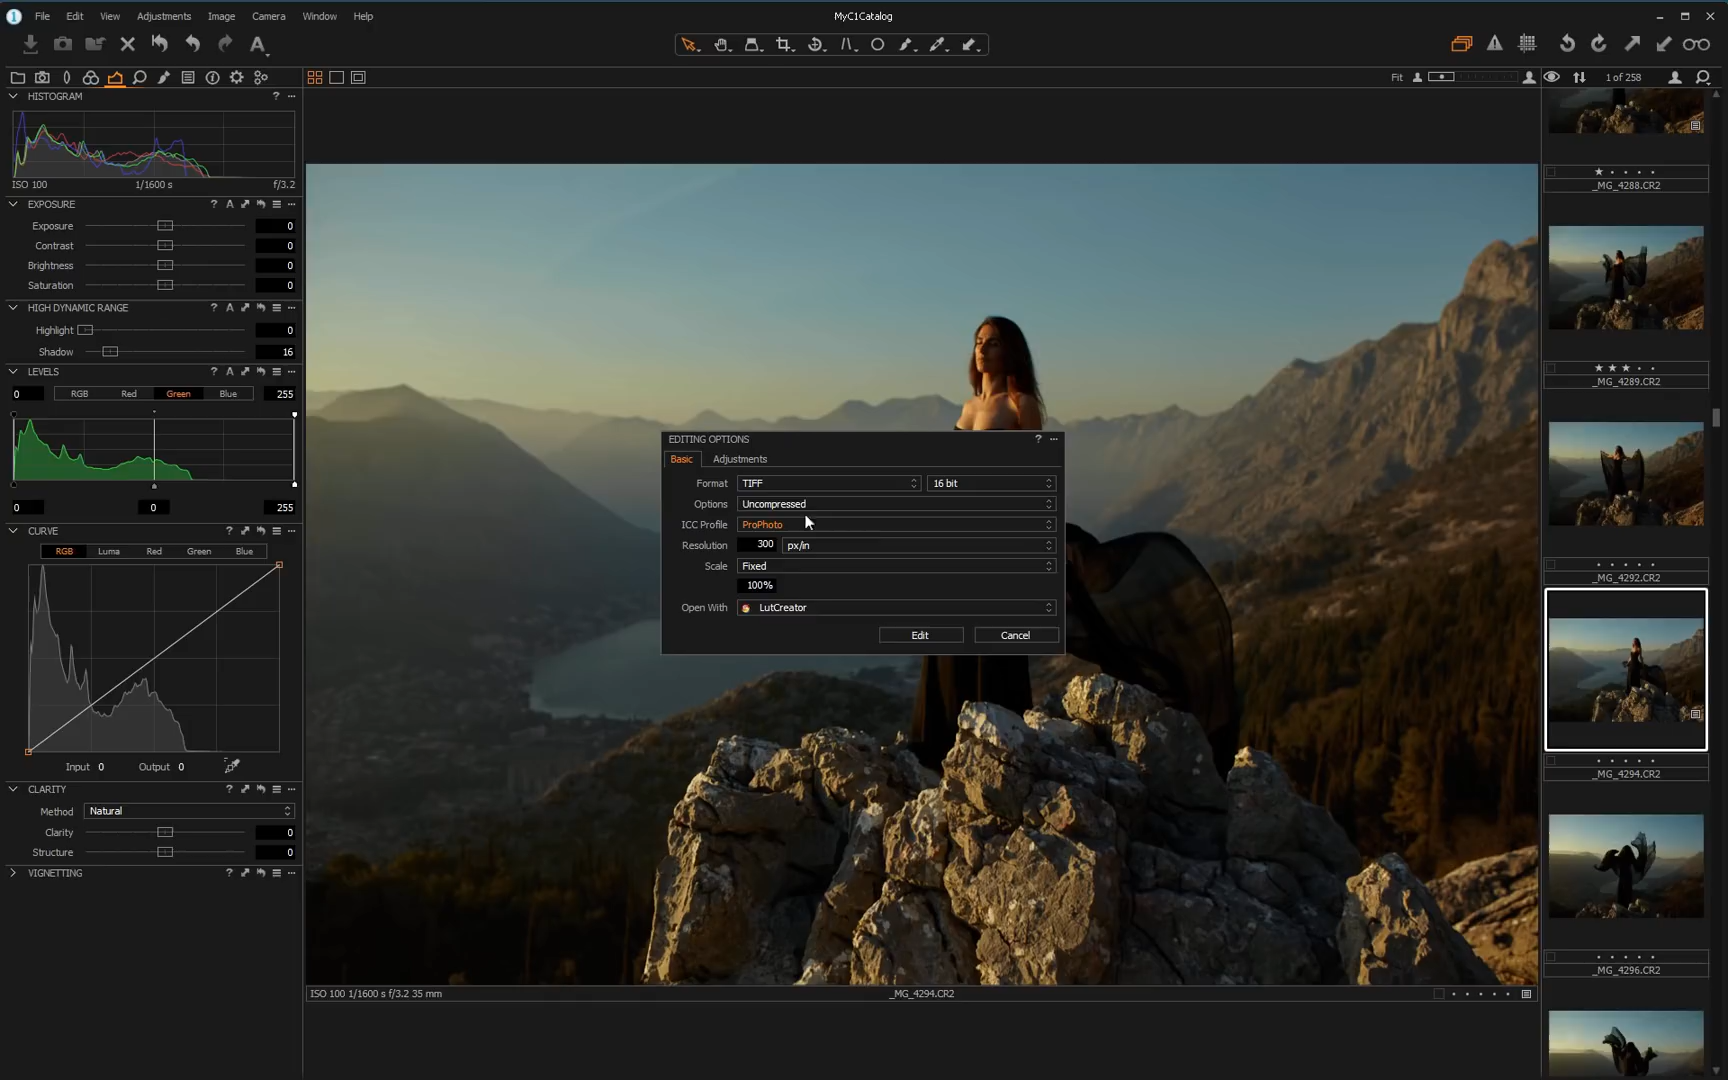 File Edit View Adjustments Image Camera Window Help
MyC1Catalog
Fit
1 of 258
HISTOGRAM
ISO 100 1/1600 s f/3.2
EXPOSURE
Exposure 0
Contrast 0
Brightness 0
Saturation 0
HIGH DYNAMIC RANGE
Highlight 0
Shadow 16
LEVELS
0 RGB Red Green Blue 255
0 0 255
CURVE
RGB Luma Red Green Blue
Input 0 Output 0
CLARITY
Method Natural
Clarity 0
Structure 0
VIGNETTING
EDITING OPTIONS
Basic Adjustments
Format TIFF 16 bit
Options Uncompressed
ICC Profile ProPhoto
Resolution 300 px/in
Scale Fixed
100%
Open With LutCreator
Edit Cancel
ISO 100 1/1600 s f/3.2 35 mm
_MG_4294.CR2
_MG_4288.CR2
_MG_4289.CR2
_MG_4292.CR2
_MG_4294.CR2
_MG_4296.CR2